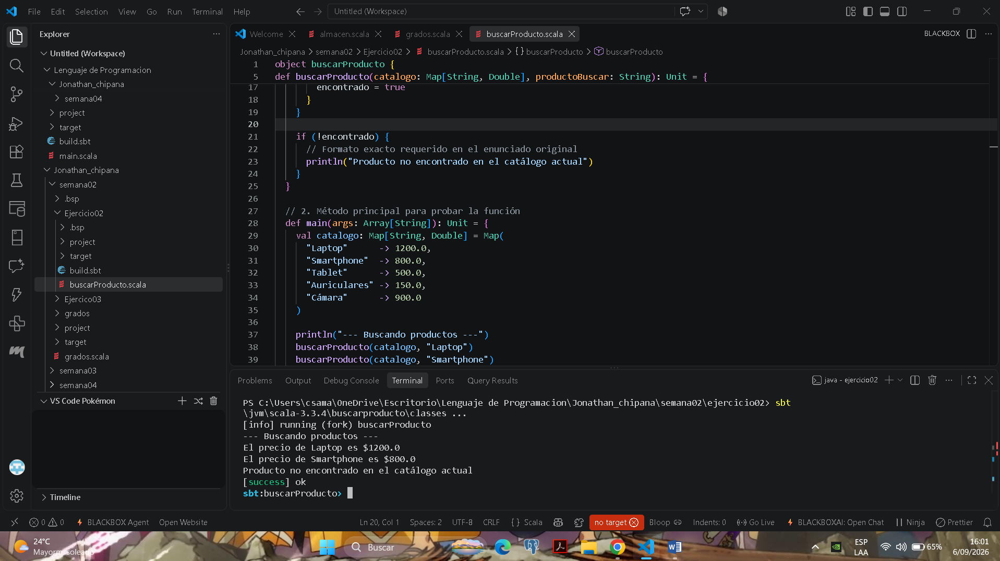 File Edit Selection View Go Run Terminal Help
Untitled (Workspace)
Explorer
Untitled (Workspace)
Lenguaje de Programacion
Jonathan_chipana
semana04
project
target
build.sbt
main.scala
Jonathan_chipana
semana02
.bsp
Ejercicio02
.bsp
project
target
build.sbt
buscarProducto.scala
Ejercico03
grados
project
target
grados.scala
semana03
semana04
VS Code Pokémon
Timeline
Welcome almacen.scala grados.scala buscarProducto.scala
BLACKBOX
Jonathan_chipana > semana02 > Ejercicio02 > buscarProducto.scala > {} buscarProducto > buscarProducto
1 object buscarProducto {
5 def buscarProducto(catalogo: Map[String, Double], productoBuscar: String): Unit = {
17 encontrado = true
18 }
19 }
20
21 if (!encontrado) {
22 // Formato exacto requerido en el enunciado original
23 println("Producto no encontrado en el catálogo actual")
24 }
25 }
26
27 // 2. Método principal para probar la función
28 def main(args: Array[String]): Unit = {
29 val catalogo: Map[String, Double] = Map(
30 "Laptop" -> 1200.0,
31 "Smartphone" -> 800.0,
32 "Tablet" -> 500.0,
33 "Auriculares" -> 150.0,
34 "Cámara" -> 900.0
35 )
36
37 println("--- Buscando productos ---")
38 buscarProducto(catalogo, "Laptop")
39 buscarProducto(catalogo, "Smartphone")
Problems Output Debug Console Terminal Ports Query Results
java - ejercicio02
PS C:\Users\csama\OneDrive\Escritorio\Lenguaje de Programacion\Jonathan_chipana\semana02\ejercicio02> sbt
\jvm\scala-3.3.4\buscarproducto\classes ...
[info] running (fork) buscarProducto
--- Buscando productos ---
El precio de Laptop es $1200.0
El precio de Smartphone es $800.0
Producto no encontrado en el catálogo actual
[success] ok
sbt:buscarProducto>
0 0 BLACKBOX Agent Open Website Ln 20, Col 1 Spaces: 2 UTF-8 CRLF {} Scala no target Bloop Indents: 0 Go Live BLACKBOXAI: Open Chat Ninja Prettier
24°C
Mayorm. soleado
Buscar
ESP
LAA
65%
16:01
6/09/2026